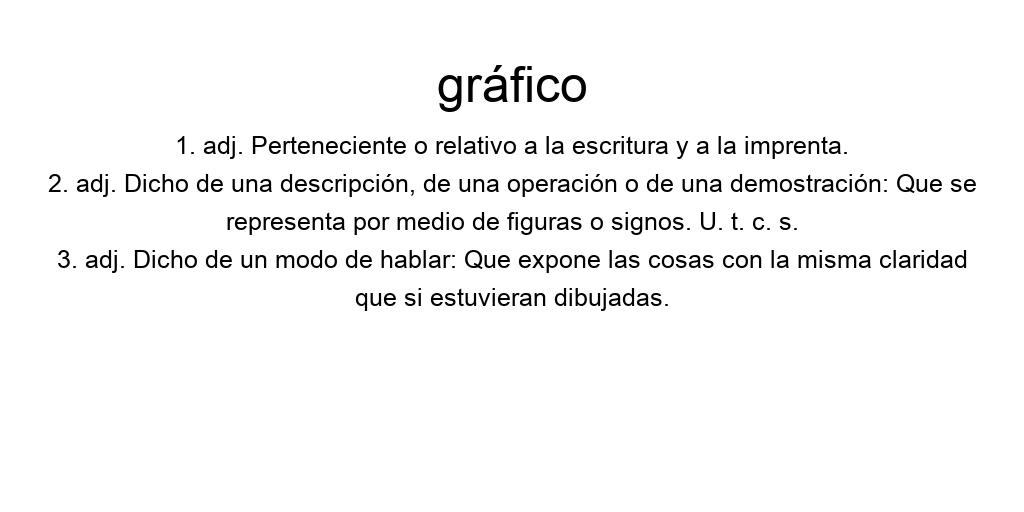 gráfico
1. adj. Perteneciente o relativo a la escritura y a la imprenta.
2. adj. Dicho de una descripción, de una operación o de una demostración: Que se
representa por medio de figuras o signos. U. t. c. s.
3. adj. Dicho de un modo de hablar: Que expone las cosas con la misma claridad
que si estuvieran dibujadas.